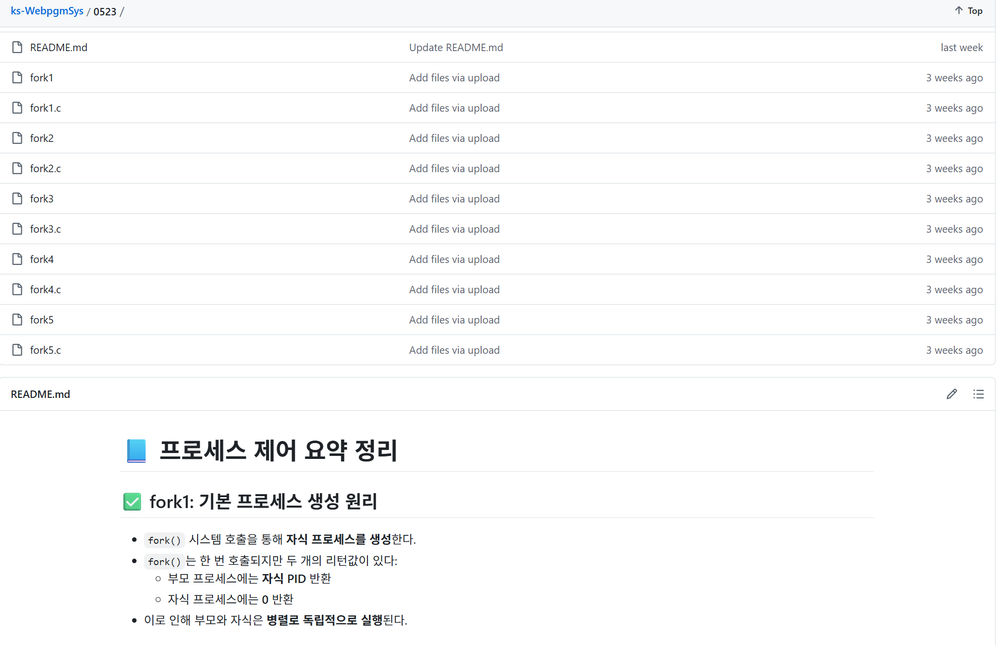 ks-WebpgmSys / 0523 /
Top
README.md Update README.md last week
fork1 Add files via upload 3 weeks ago
fork1.c Add files via upload 3 weeks ago
fork2 Add files via upload 3 weeks ago
fork2.c Add files via upload 3 weeks ago
fork3 Add files via upload 3 weeks ago
fork3.c Add files via upload 3 weeks ago
fork4 Add files via upload 3 weeks ago
fork4.c Add files via upload 3 weeks ago
fork5 Add files via upload 3 weeks ago
fork5.c Add files via upload 3 weeks ago
README.md
프로세스 제어 요약 정리
fork1: 기본 프로세스 생성 원리
fork() 시스템 호출을 통해 자식 프로세스를 생성한다.
fork()는 한 번 호출되지만 두 개의 리턴값이 있다:
부모 프로세스에는 자식 PID 반환
자식 프로세스에는 0 반환
이로 인해 부모와 자식은 병렬로 독립적으로 실행된다.